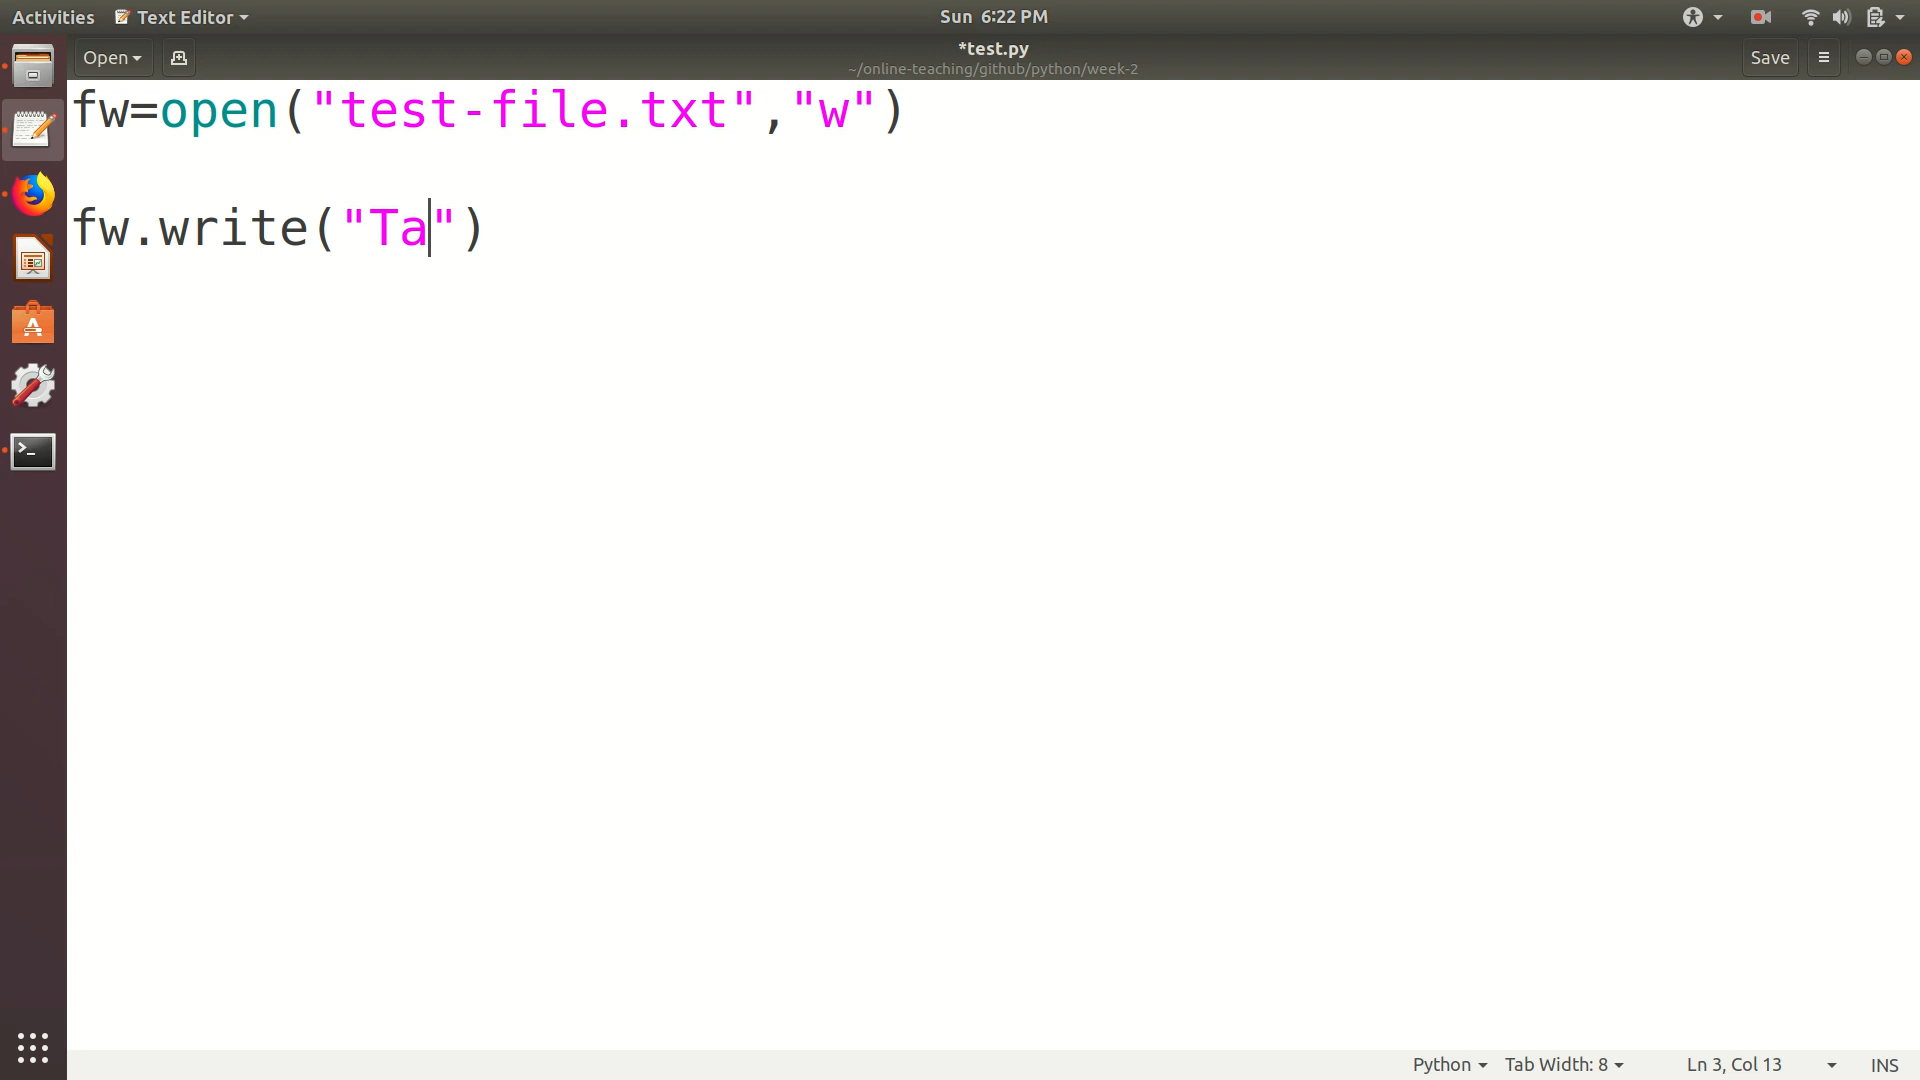 Activities Text Editor Sun 6:22 PM
Open *test.py Save
~/online-teaching/github/python/week-2
fw=open("test-file.txt","w")
fw.write("Ta")
Python Tab Width: 8 Ln 3, Col 13 INS